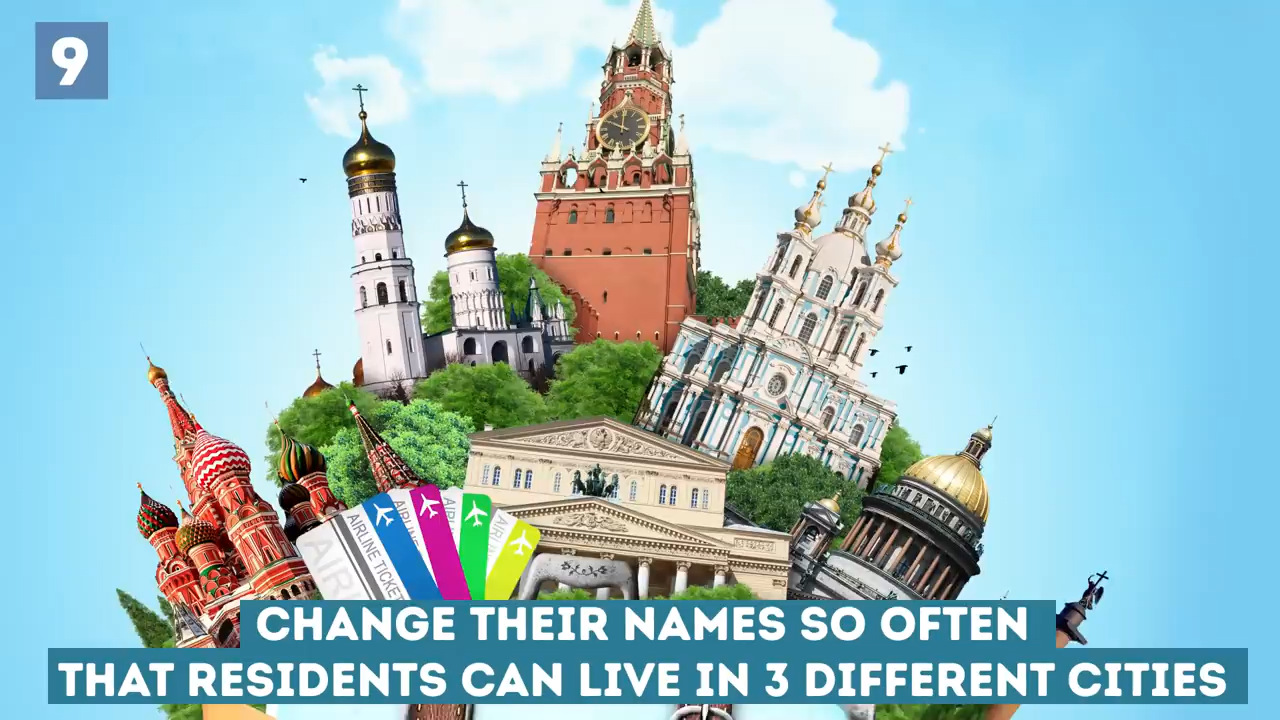 9
AIRLINE TICKET
CHANGE THEIR NAMES SO OFTEN
THAT RESIDENTS CAN LIVE IN 3 DIFFERENT CITIES